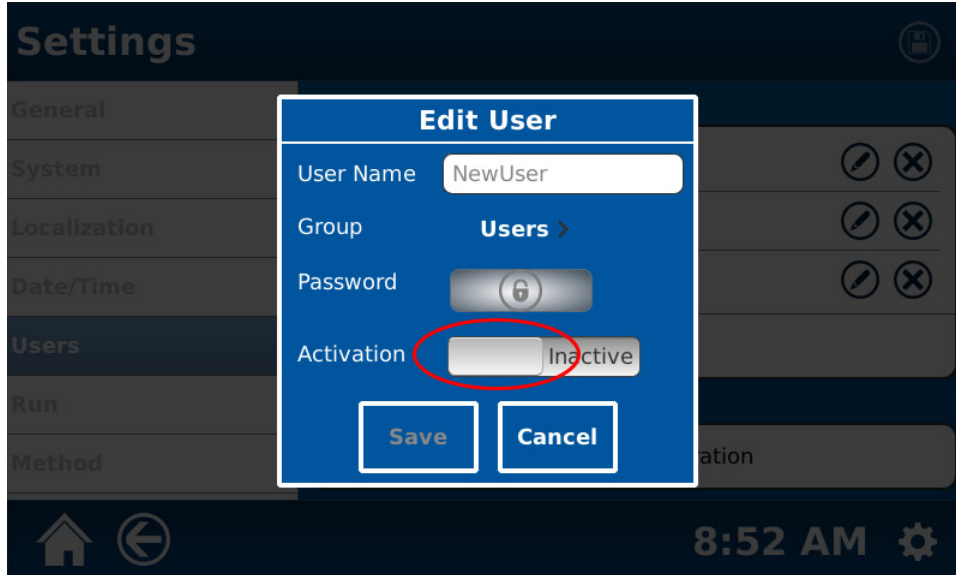 Settings
General
System
Localization
Date/Time
Users
Run
Method
Edit User
User Name NewUser
Group Users >
Password
Activation Inactive
Save Cancel
ration
8:52 AM